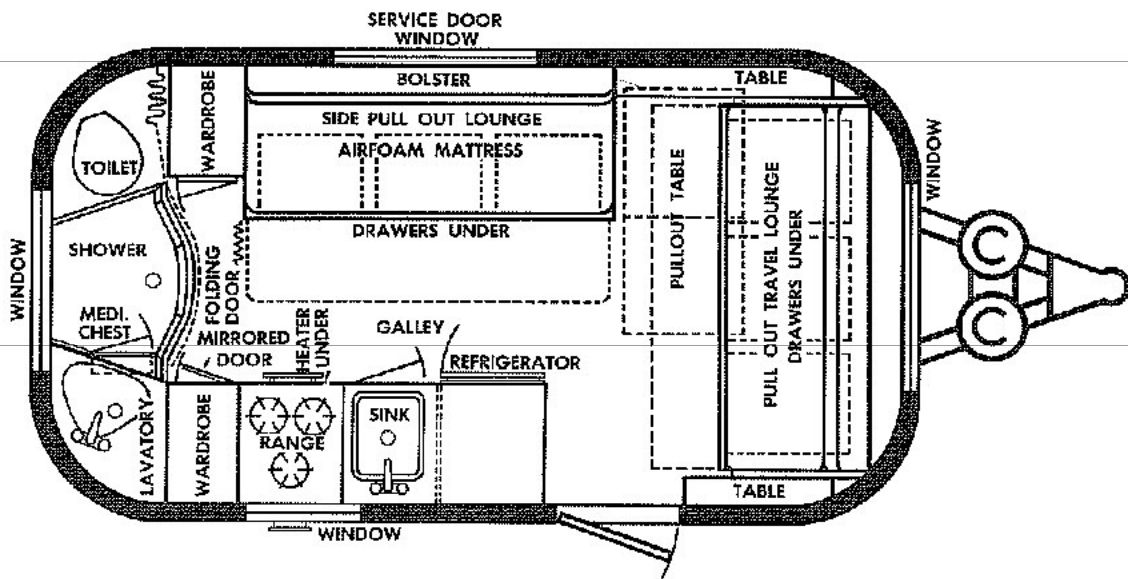 SERVICE DOOR
WINDOW
BOLSTER
TABLE
WARDROBE
SIDE PULL OUT LOUNGE
AIRFOAM MATTRESS
TOILET
DRAWERS UNDER
PULLOUT TABLE
PULL OUT TRAVEL LOUNGE
DRAWERS UNDER
WINDOW
WINDOW
SHOWER
FOLDING
DOOR
MEDI.
CHEST
MIRRORED
DOOR
HEATER
UNDER
GALLEY
REFRIGERATOR
LAVATORY
WARDROBE
RANGE
SINK
TABLE
WINDOW